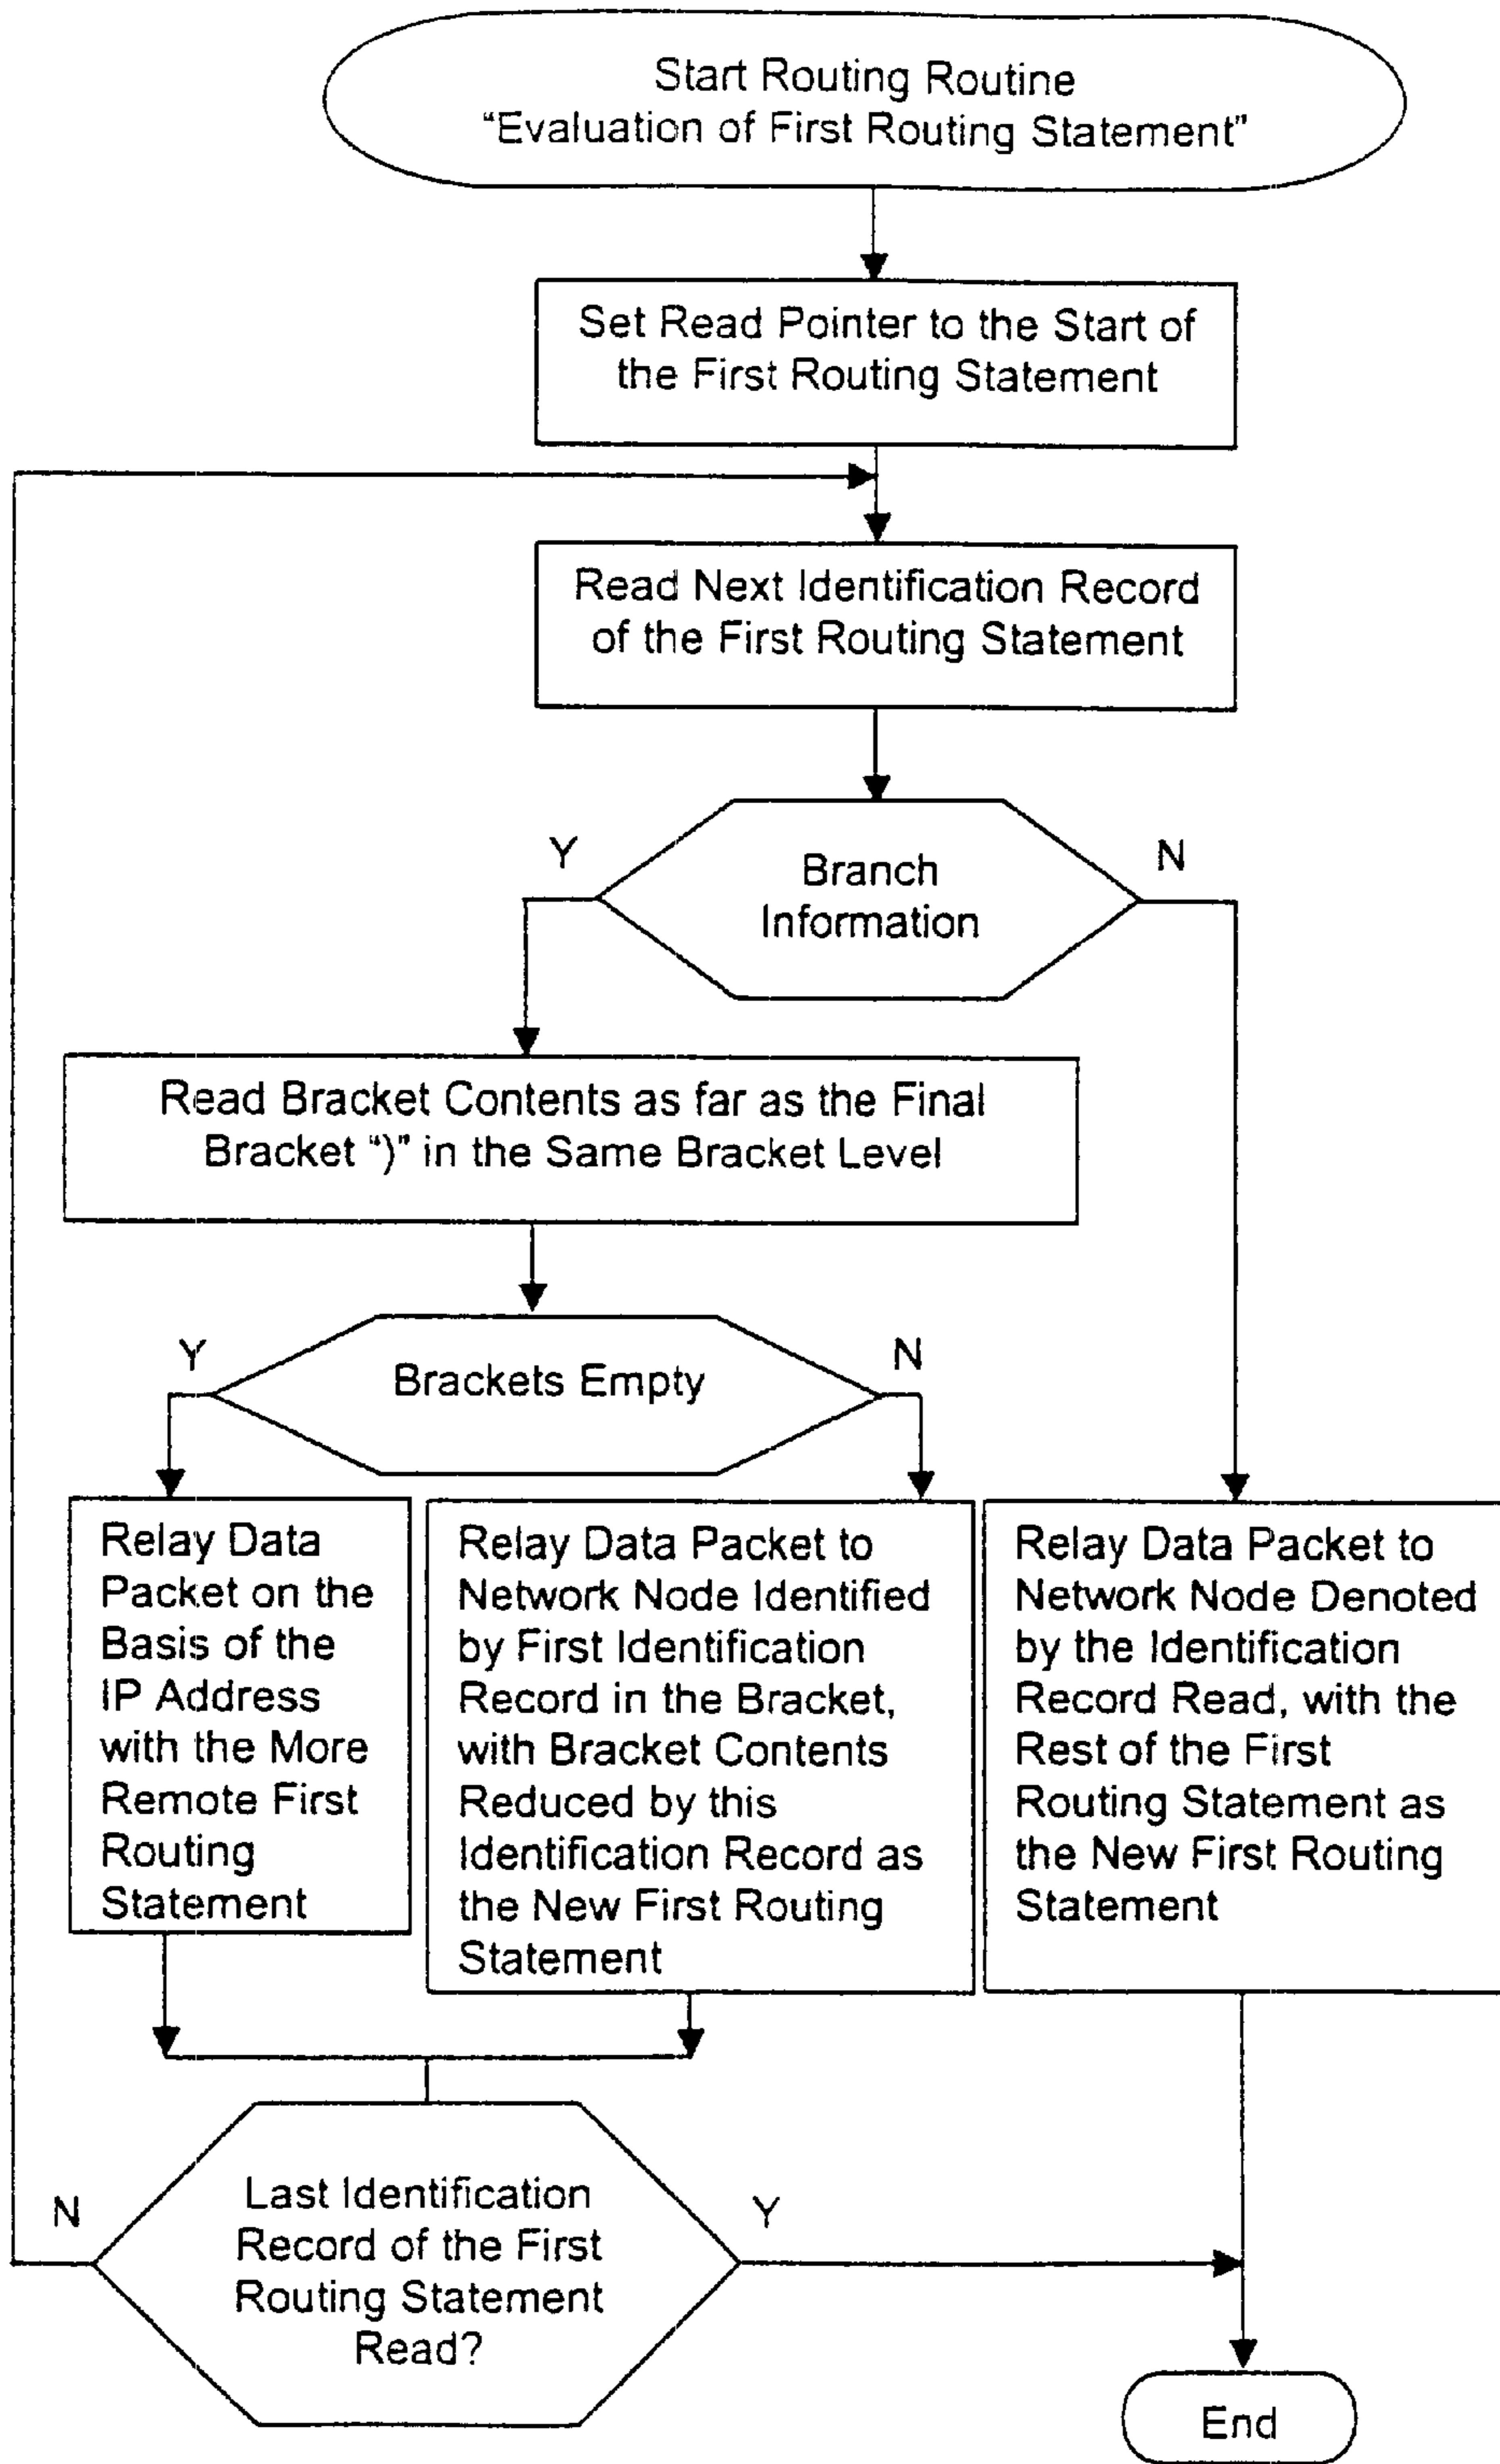 Start Routing Routine
“Evaluation of First Routing Statement”
Set Read Pointer to the Start of
the First Routing Statement
Read Next Identification Record
of the First Routing Statement
Y
N
Branch
Information
Read Bracket Contents as far as the Final
Bracket “)” in the Same Bracket Level
Y
N
Brackets Empty
Relay Data
Packet on the
Basis of the
IP Address
with the More
Remote First
Routing
Statement
Relay Data Packet to
Network Node Identified
by First Identification
Record in the Bracket,
with Bracket Contents
Reduced by this
Identification Record as
the New First Routing
Statement
Relay Data Packet to
Network Node Denoted
by the Identification
Record Read, with the
Rest of the First
Routing Statement as
the New First Routing
Statement
N
Y
Last Identification
Record of the First
Routing Statement
Read?
End